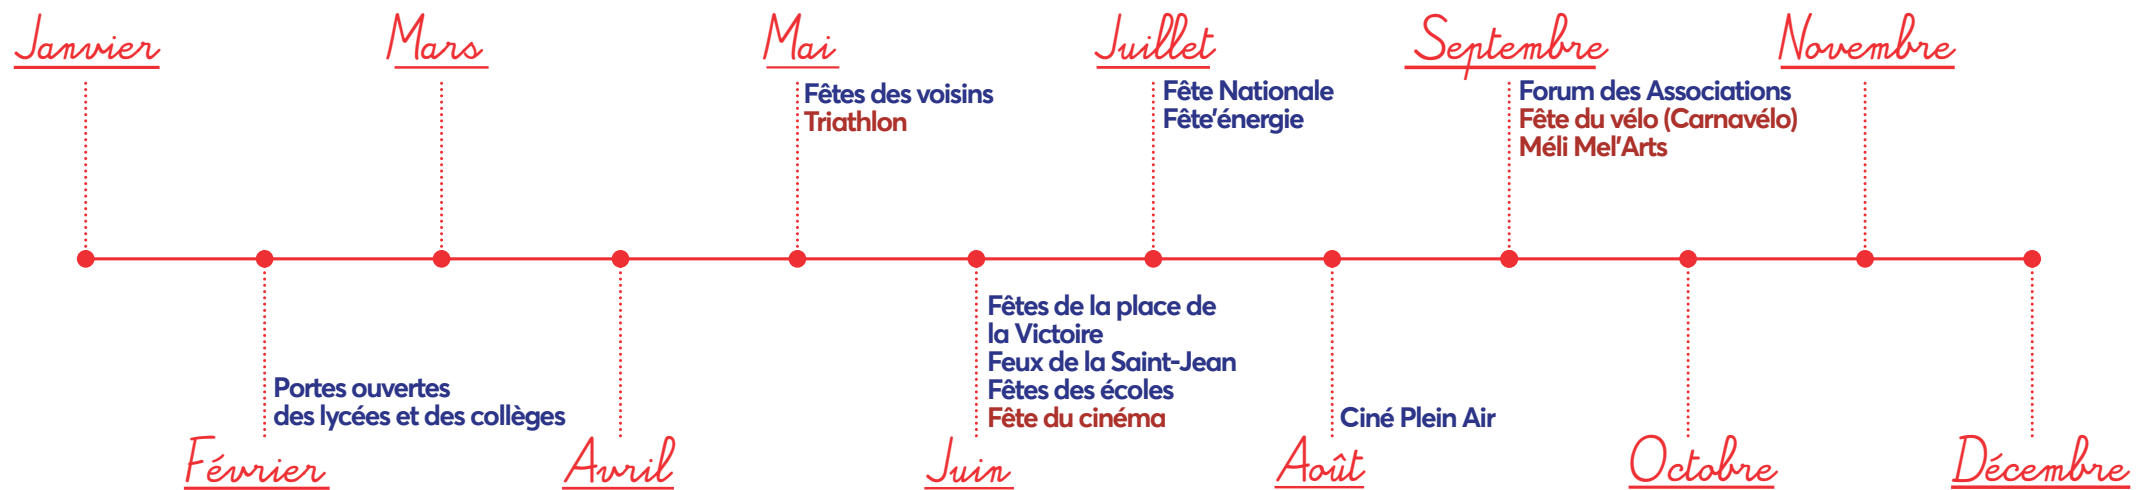 Janvier
Mars
Mai
Fêtes des voisins
Triathlon
Juillet
Fête Nationale
Fête'énergie
Septembre
Forum des Associations
Fête du vélo (Carnavélo)
Méli Mel'Arts
Novembre
Portes ouvertes
des lycées et des collèges
Février
Avril
Fêtes de la place de
la Victoire
Feux de la Saint-Jean
Fêtes des écoles
Fête du cinéma
Juin
Ciné Plein Air
Août
Octobre
Décembre